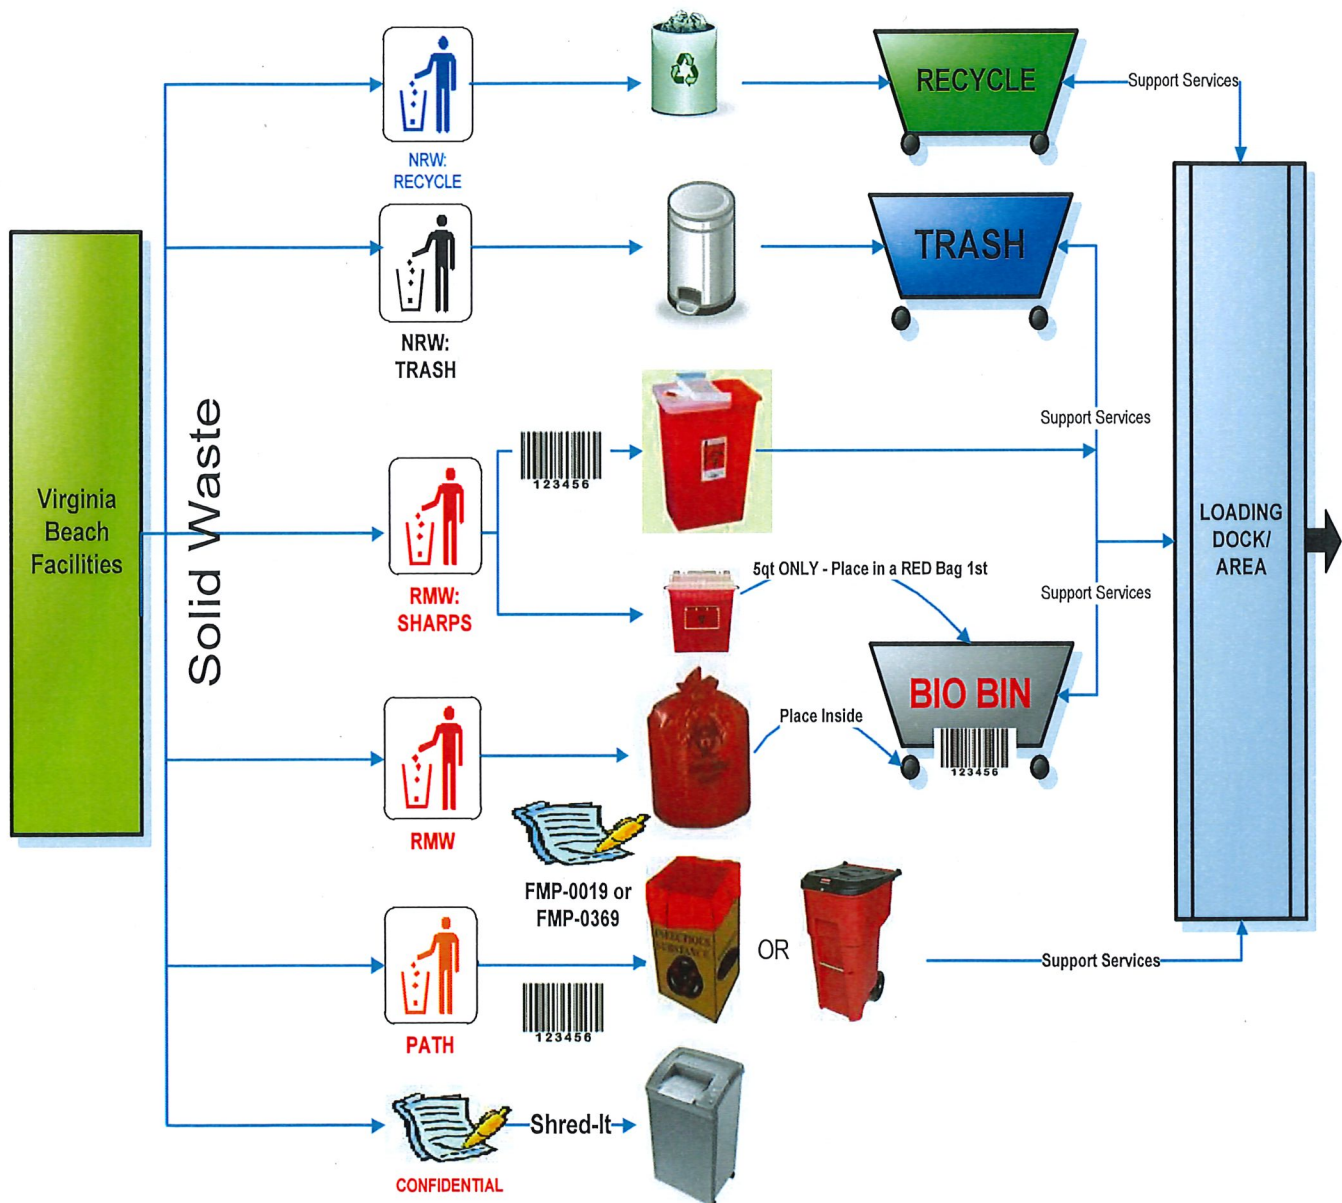 RECYCLE
Support Services
NRW:
RECYCLE
TRASH
NRW:
TRASH
Solid Waste
Virginia
Beach
Facilities
123456
Support Services
RMW:
SHARPS
5qt ONLY - Place in a RED Bag 1st
Support Services
LOADING
DOCK/
AREA
BIO BIN
123456
Place Inside
RMW
FMP-0019 or
FMP-0369
INFECTIOUS
SUBSTANCE
OR
Support Services
123456
PATH
Shred-It
CONFIDENTIAL